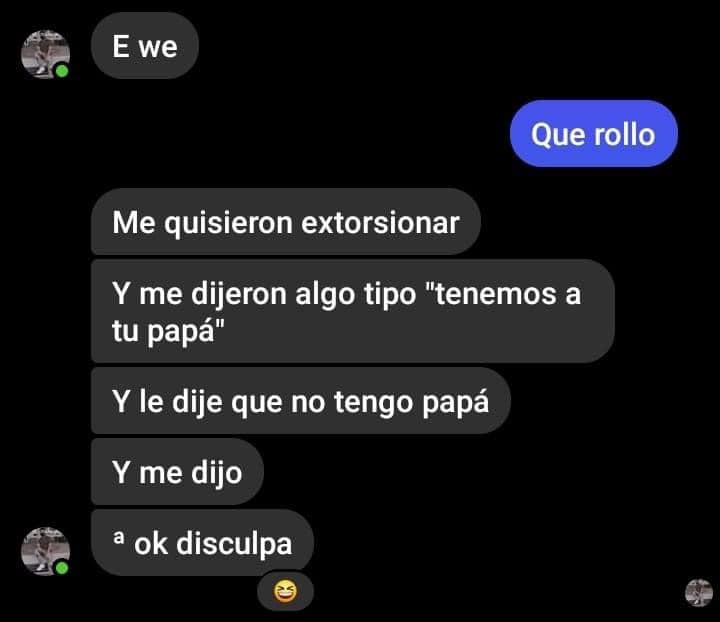 E we
Que rollo
Me quisieron extorsionar
Y me dijeron algo tipo "tenemos a
tu papá"
Y le dije que no tengo papá
Y me dijo
ª ok disculpa